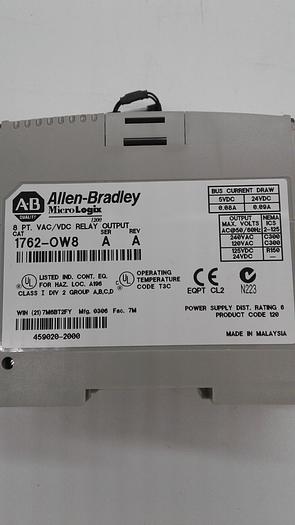 AB QUALITY Allen-Bradley
MicroLogix
1200
8 PT. VAC/VDC RELAY OUTPUT
CAT SER REV
1762-OW8 A A
BUS CURRENT DRAW
5VDC 24VDC
0.08A 0.09A
OUTPUT NEMA
MAX. VOLTS ICS
AC@50/60Hz 2-125
240VAC C300
120VAC C300
125VDC R150
24VDC —
UL LISTED IND. CONT. EQ.
FOR HAZ. LOC. A196
CLASS I DIV 2 GROUP A,B,C,D
OPERATING
TEMPERATURE
CODE T3C
CE
EQPT CL2
N223
POWER SUPPLY DIST. RATING 6
PRODUCT CODE 120
WIN (21)7M6BT2FY Mfg. 0306 Fac. 7M
459020-2000
MADE IN MALAYSIA